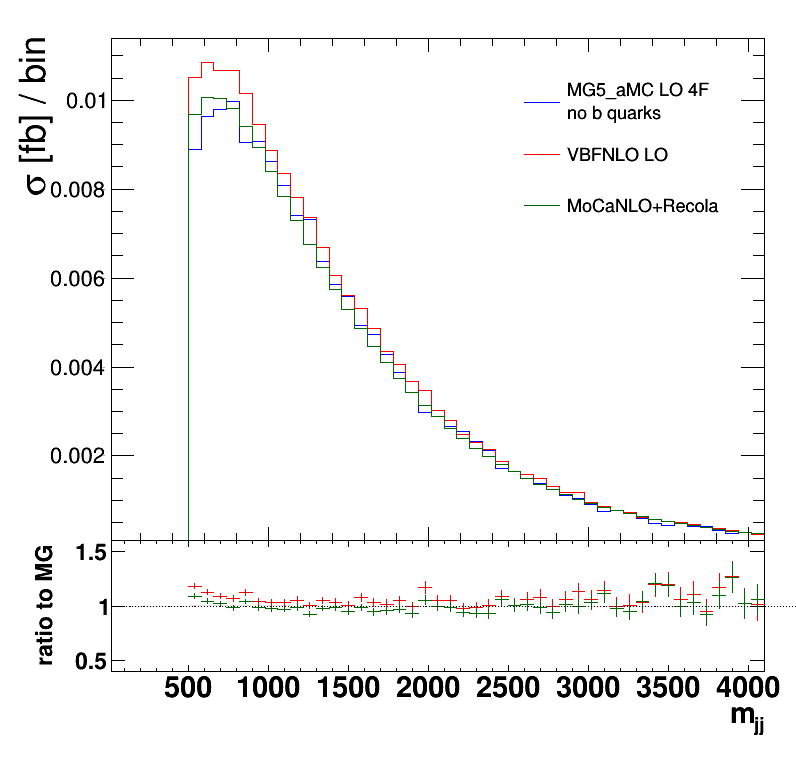 σ [fb] / bin
0.01
0.008
0.006
0.004
0.002
MG5_aMC LO 4F
no b quarks
VBFNLO LO
MoCaNLO+Recola
ratio to MG
1.5
1
0.5
500 1000 1500 2000 2500 3000 3500 4000
m_jj